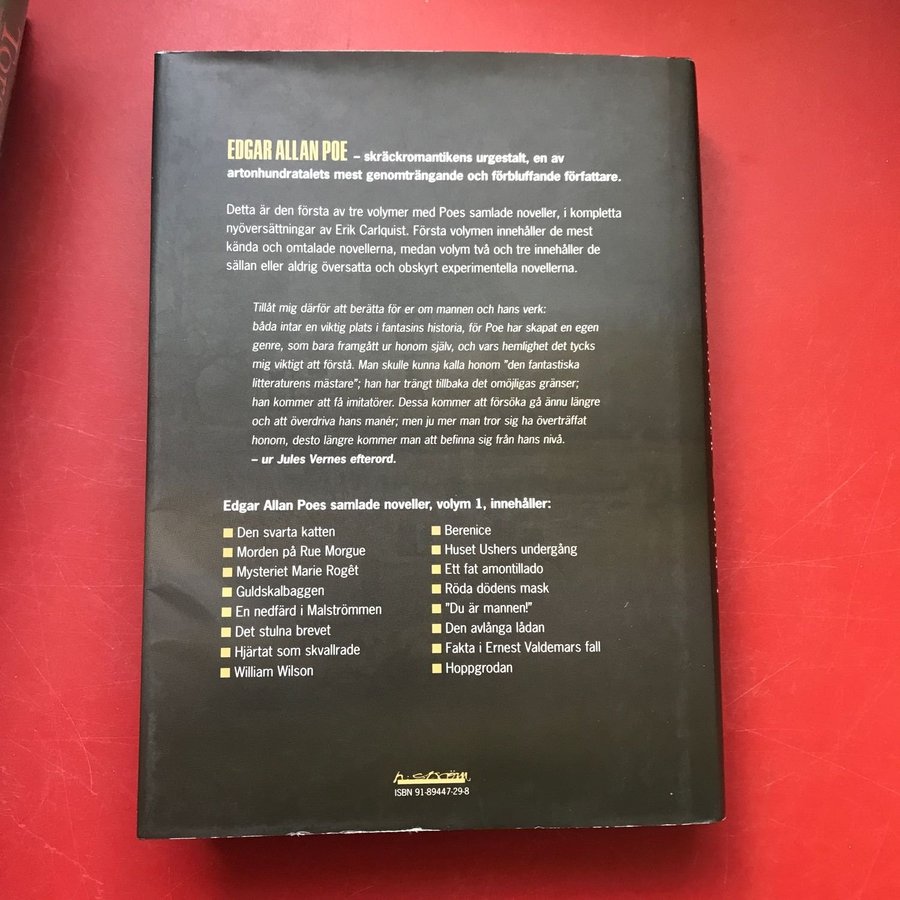 EDGAR ALLAN POE – skräckromantikens urgestalt, en av
artonhundratalets mest genomträngande och förbluffande författare.
Detta är den första av tre volymer med Poes samlade noveller, i kompletta
nyöversättningar av Erik Carlquist. Första volymen innehåller de mest
kända och omtalade novellerna, medan volym två och tre innehåller de
sällan eller aldrig översatta och obskyrt experimentella novellerna.
Tillåt mig därför att berätta för er om mannen och hans verk:
båda intar en viktig plats i fantasins historia, för Poe har skapat en egen
genre, som bara framgått ur honom själv, och vars hemlighet det tycks
mig viktigt att förstå. Man skulle kunna kalla honom ”den fantastiska
litteraturens mästare”; han har trängt tillbaka det omöjligas gränser;
han kommer att få imitatörer. Dessa kommer att försöka gå ännu längre
och att överdriva hans manér; men ju mer man tror sig ha överträffat
honom, desto längre kommer man att befinna sig från hans nivå.
– ur Jules Vernes efterord.
Edgar Allan Poes samlade noveller, volym 1, innehåller:
Den svarta katten
Morden på Rue Morgue
Mysteriet Marie Rogêt
Guldskalbaggen
En nedfärd i Malströmmen
Det stulna brevet
Hjärtat som skvallrade
William Wilson
Berenice
Huset Ushers undergång
Ett fat amontillado
Röda dödens mask
”Du är mannen!”
Den avlånga lådan
Fakta i Ernest Valdemars fall
Hoppgrodan
h:ström
ISBN 91-89447-29-8